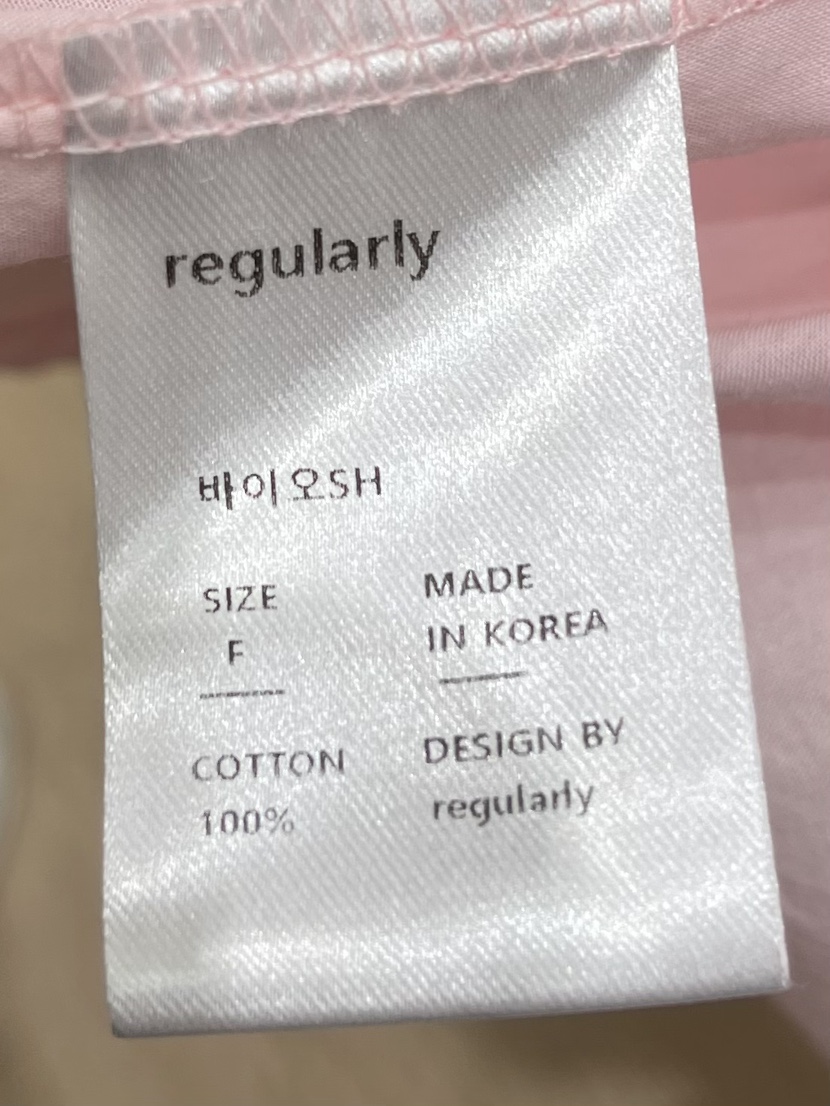 regularly
바이오SH
SIZE
F
MADE
IN KOREA
COTTON
100%
DESIGN BY
regularly